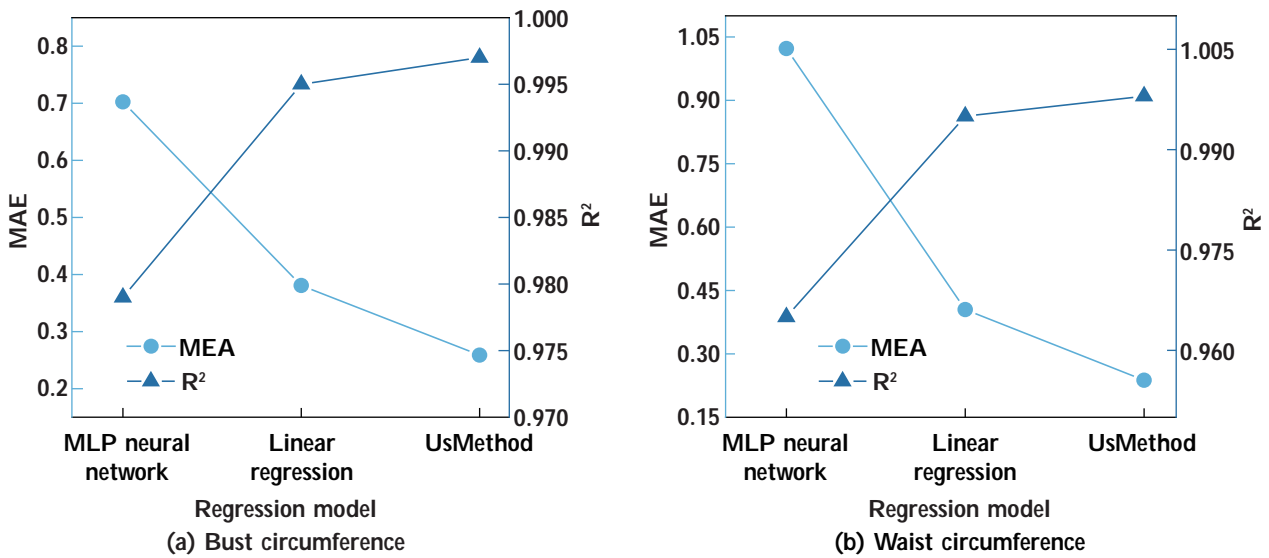 0.8
0.7
0.6
0.5
0.4
0.3
0.2
MAE
1.000
0.995
0.990
0.985
0.980
0.975
0.970
R²
MEA
R²
MLP neural
network
Linear
regression
UsMethod
Regression model
(a) Bust circumference
1.05
0.90
0.75
0.60
0.45
0.30
0.15
MAE
1.005
0.990
0.975
0.960
R²
MEA
R²
MLP neural
network
Linear
regression
UsMethod
Regression model
(b) Waist circumference